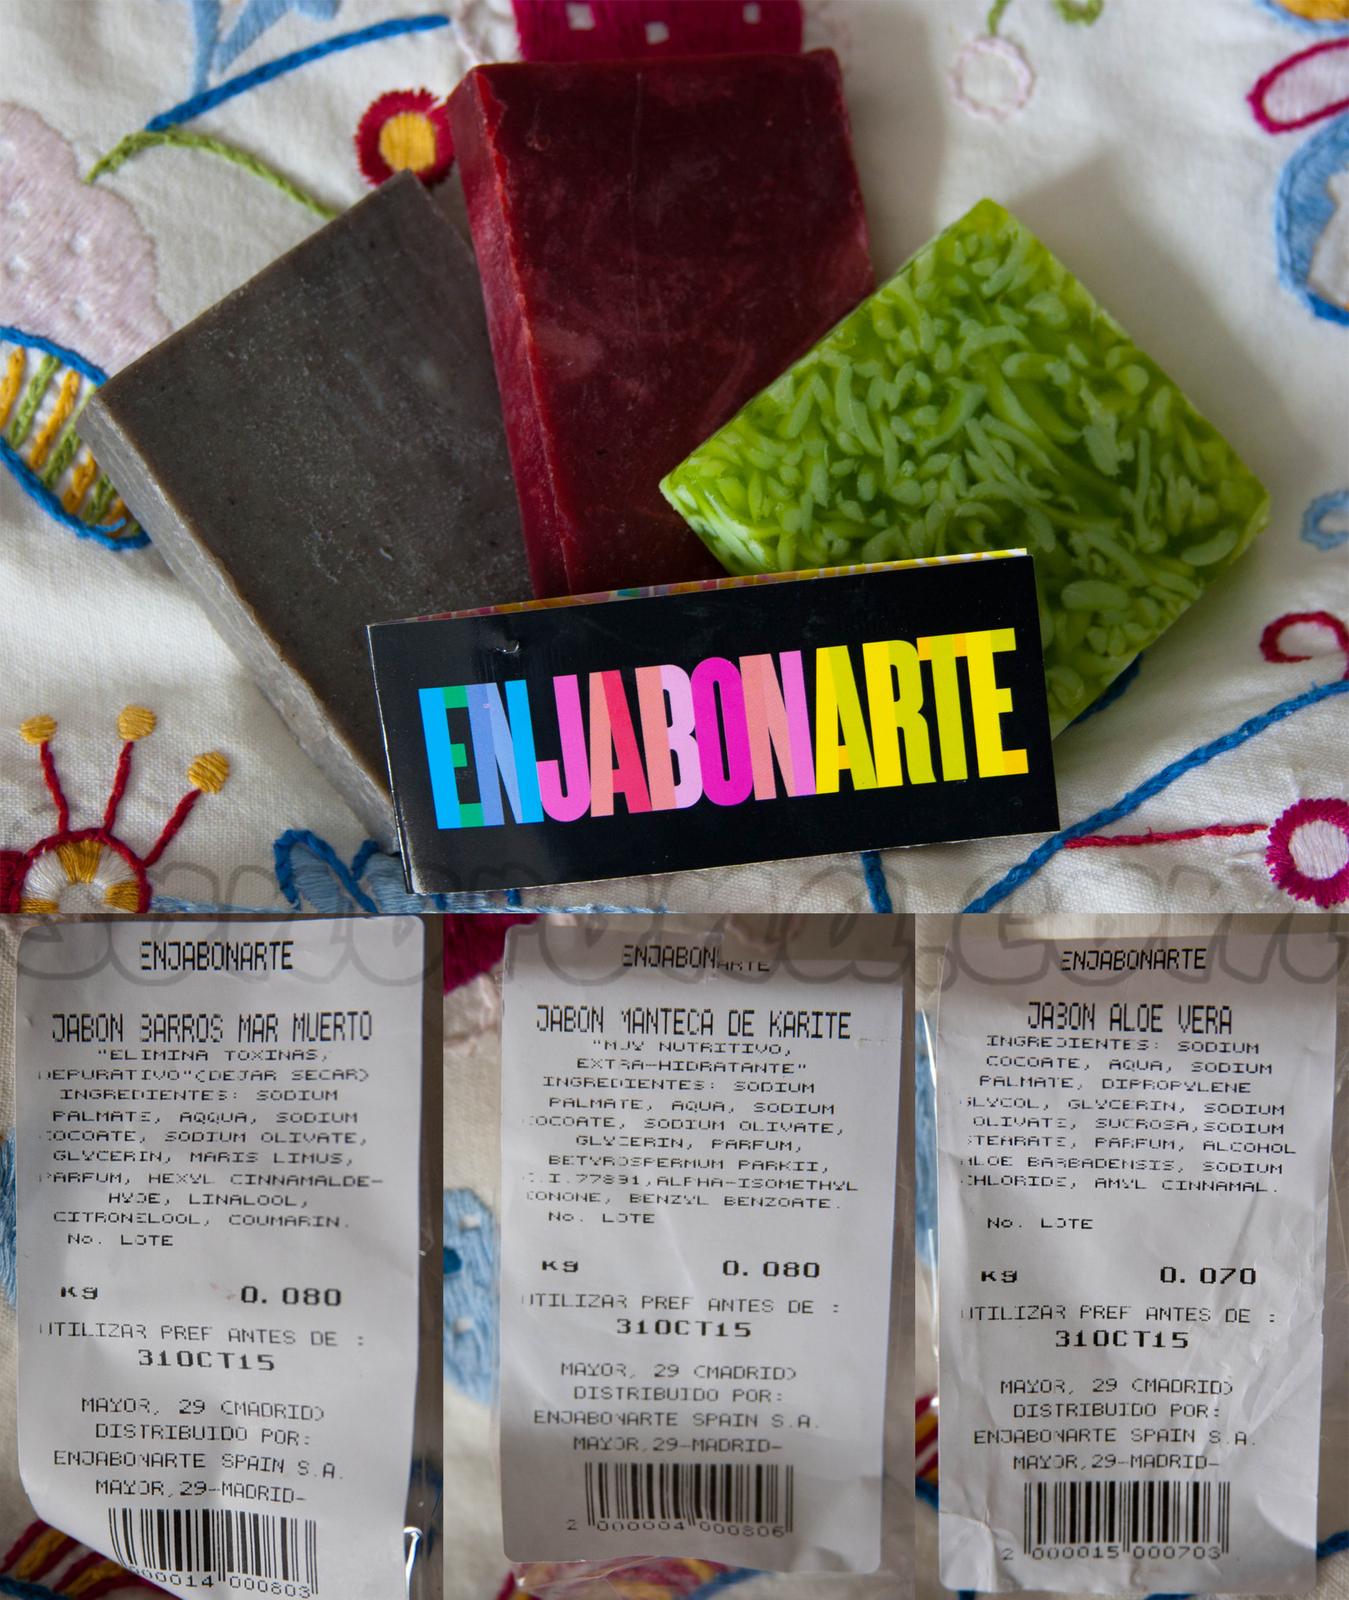 ENJABONARTE
ENJABONARTE
JABON BARROS MAR MUERTO
"ELIMINA TOXINAS,
DEPURATIVO"(DEJAR SECAR)
INGREDIENTES: SODIUM
PALMATE, AQQUA, SODIUM
COCOATE, SODIUM OLIVATE,
GLYCERIN, MARIS LIMUS,
PARFUM, HEXYL CINNAMALDE-
HYDE, LINALOOL,
CITRONELOOL, COUMARIN.
No. LOTE
kg 0.080
UTILIZAR PREF ANTES DE :
31OCT15
MAYOR, 29 (MADRID)
DISTRIBUIDO POR:
ENJABONARTE SPAIN S.A.
MAYOR,29-MADRID-
000014 000803
ENJABONARTE
JABON MANTECA DE KARITE
"MUY NUTRITIVO,
EXTRA-HIDRATANTE"
INGREDIENTES: SODIUM
PALMATE, AQUA, SODIUM
COCOATE, SODIUM OLIVATE,
GLYCERIN, PARFUM,
BETYROSPERMUM PARKII,
C.I.77891,ALPHA-ISOMETHYL
IONONE, BENZYL BENZOATE.
No. LOTE
kg 0.080
UTILIZAR PREF ANTES DE :
31OCT15
MAYOR, 29 (MADRID)
DISTRIBUIDO POR:
ENJABONARTE SPAIN S.A.
MAYOR,29-MADRID-
2 000004 000806
ENJABONARTE
JABON ALOE VERA
INGREDIENTES: SODIUM
COCOATE, AQUA, SODIUM
PALMATE, DIPROPYLENE
GLYCOL, GLYCERIN, SODIUM
OLIVATE, SUCROSA,SODIUM
STEARATE, PARFUM, ALCOHOL
ALOE BARBADENSIS, SODIUM
CHLORIDE, AMYL CINNAMAL.
No. LOTE
kg 0.070
UTILIZAR PREF ANTES DE :
31OCT15
MAYOR, 29 (MADRID)
DISTRIBUIDO POR:
ENJABONARTE SPAIN S.A.
MAYOR,29-MADRID-
2 000015 000703